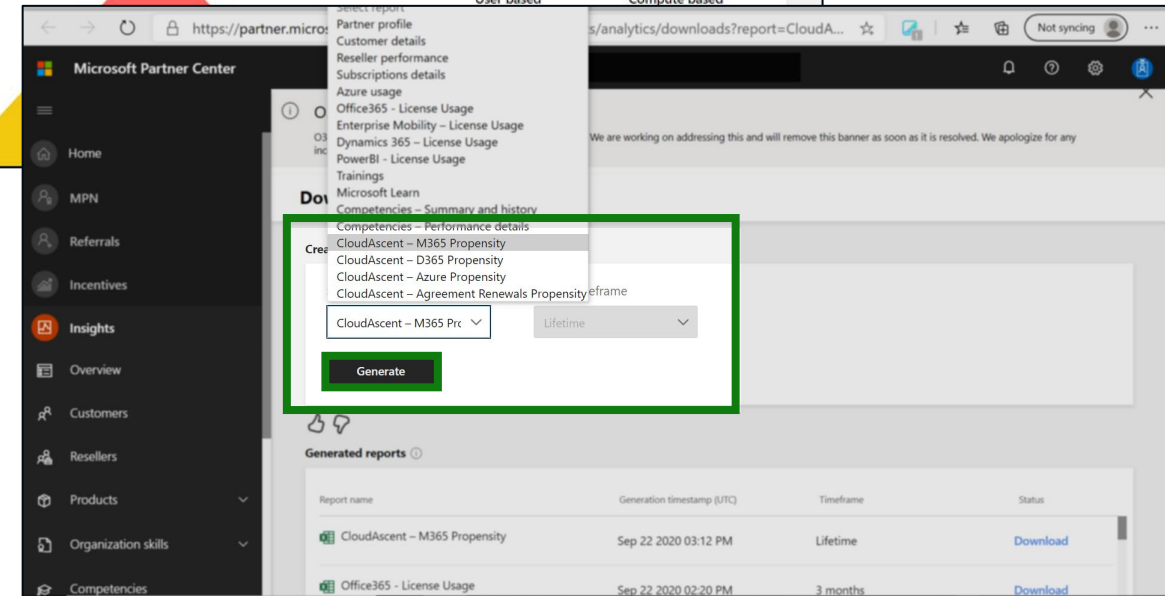 User based Compute based
Select report
Partner profile
Customer details
Reseller performance
Subscriptions details
Azure usage
Office365 - License Usage
Enterprise Mobility – License Usage
Dynamics 365 – License Usage
PowerBI - License Usage
Trainings
Microsoft Learn
Competencies – Summary and history
Competencies – Performance details
CloudAscent – M365 Propensity
CloudAscent – D365 Propensity
CloudAscent – Azure Propensity
CloudAscent – Agreement Renewals Propensity
https://partner.micros
s/analytics/downloads?report=CloudA...
Not syncing
Microsoft Partner Center
O
O3
We are working on addressing this and will remove this banner as soon as it is resolved. We apologize for any
inc
Home
MPN
Referrals
Incentives
Insights
Overview
Customers
Resellers
Products
Organization skills
Competencies
Dov
Crea
eframe
CloudAscent – M365 Prc
Lifetime
Generate
Generated reports
Report name Generation timestamp (UTC) Timeframe Status
CloudAscent – M365 Propensity Sep 22 2020 03:12 PM Lifetime Download
Office365 - License Usage Sep 22 2020 02:20 PM 3 months Download